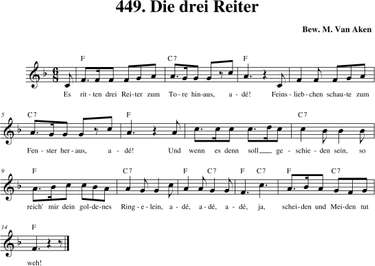 449. Die drei Reiter
Bew. M. Van Aken
F C7 F
Es rit-ten drei Rei-ter zum To-re hin-aus, a-dé! Feins-lieb-chen schau-te zum
5 C7 F C7
Fen-ster her-aus, a-dé! Und wenn es denn soll ge-schie-den sein, so
9 F C7 F C7
reich' mir dein gol-de-nes Rin-ge-lein, a-dé, a-dé, a-dé, ja, schei-den und Mei-den tut
14 F
weh!